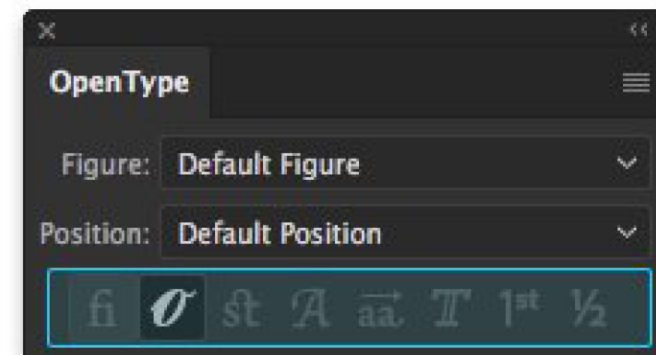 OpenType
Figure: Default Figure
Position: Default Position
fi 𝒪 st A aa T 1st ½